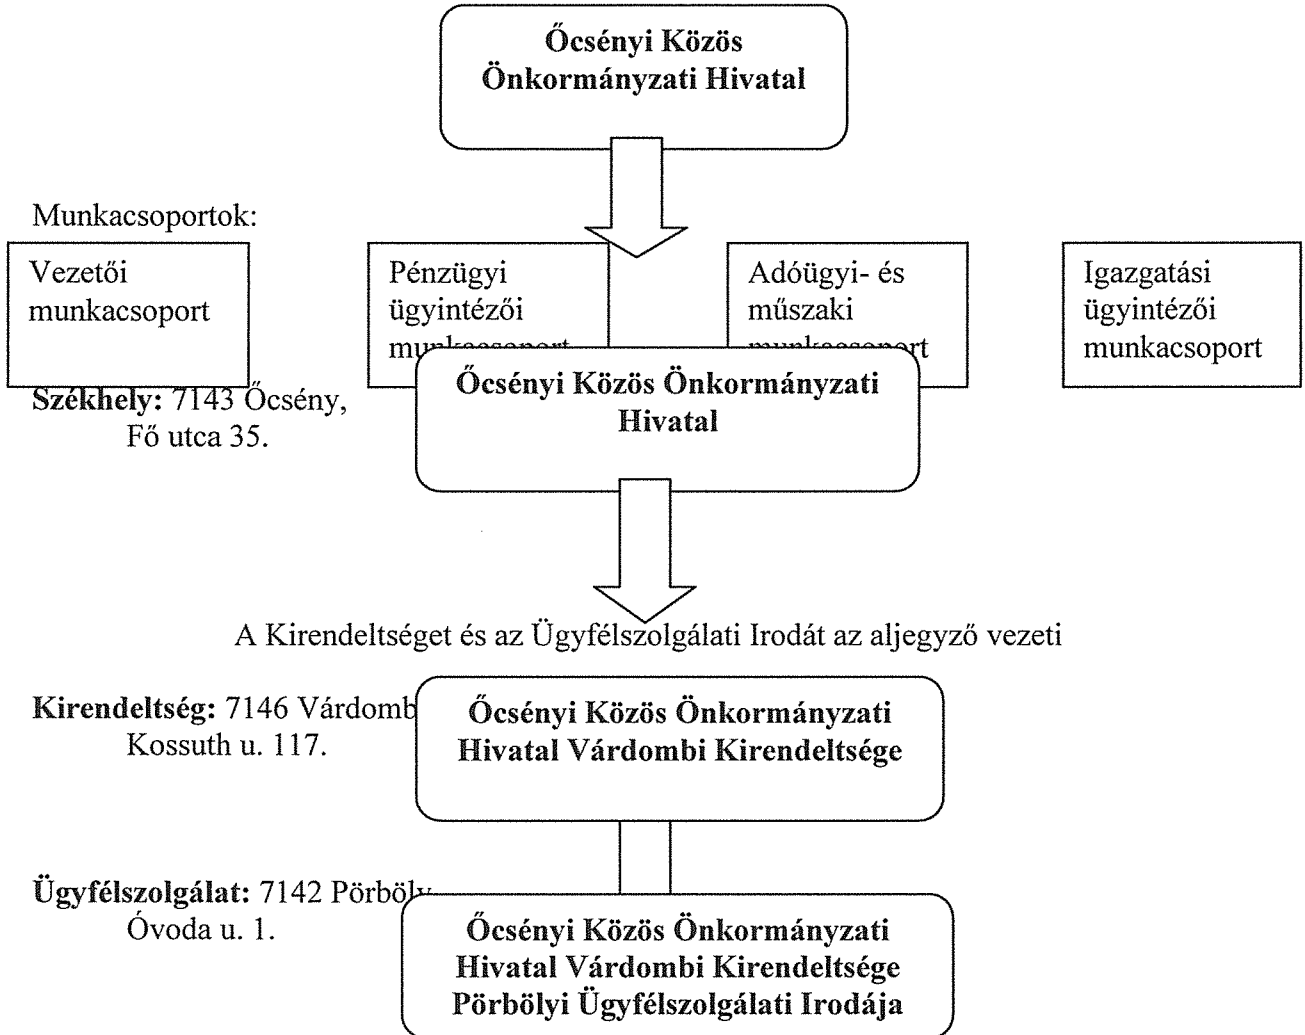 Őcsényi Közös
Önkormányzati Hivatal
Munkacsoportok:
Vezetői
munkacsoport
Pénzügyi
ügyintézői
munkacsoport
Adóügyi- és
műszaki
munkacsoport
Igazgatási
ügyintézői
munkacsoport
Székhely: 7143 Őcsény,
Fő utca 35.
Őcsényi Közös Önkormányzati
Hivatal
A Kirendeltséget és az Ügyfélszolgálati Irodát az aljegyző vezeti
Kirendeltség: 7146 Várdomb
Kossuth u. 117.
Őcsényi Közös Önkormányzati
Hivatal Várdombi Kirendeltsége
Ügyfélszolgálat: 7142 Pörböly
Óvoda u. 1.
Őcsényi Közös Önkormányzati
Hivatal Várdombi Kirendeltsége
Pörbölyi Ügyfélszolgálati Irodája